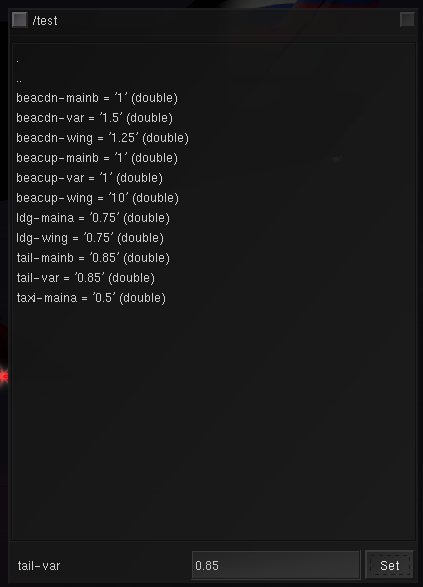 /test
.
..
beacdn-mainb = '1' (double)
beacdn-var = '1.5' (double)
beacdn-wing = '1.25' (double)
beacup-mainb = '1' (double)
beacup-var = '1' (double)
beacup-wing = '10' (double)
ldg-maina = '0.75' (double)
ldg-wing = '0.75' (double)
tail-mainb = '0.85' (double)
tail-var = '0.85' (double)
taxi-maina = '0.5' (double)
tail-var 0.85 Set